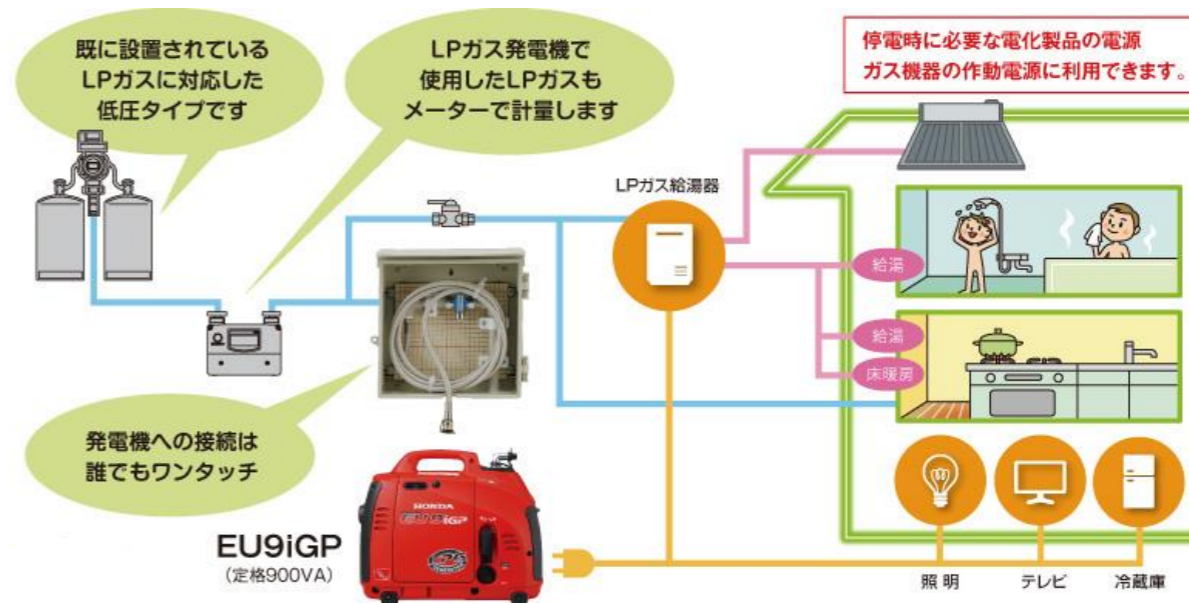 既に設置されている
LPガスに対応した
低圧タイプです
LPガス発電機で
使用したLPガスも
メーターで計量します
停電時に必要な電化製品の電源
ガス機器の作動電源に利用できます。
LPガス給湯器
給湯
給湯
床暖房
発電機への接続は
誰でもワンタッチ
HONDA
EU9iGP
EU9iGP
(定格900VA)
照明
テレビ
冷蔵庫